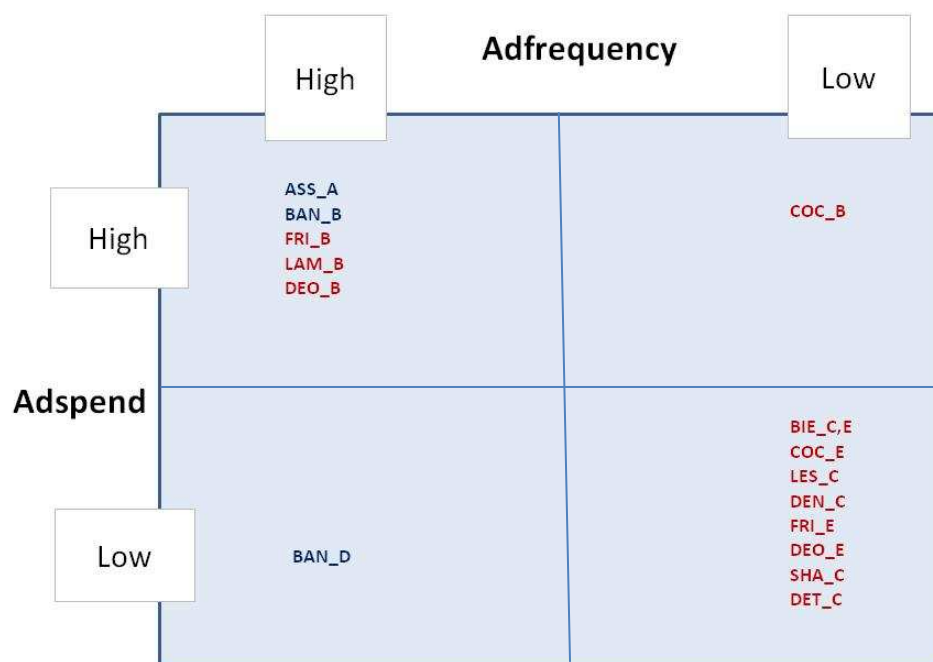 Adfrequency
High
Low
High
ASS_A
BAN_B
FRI_B
LAM_B
DEO_B
COC_B
Adspend
Low
BAN_D
BIE_C,E
COC_E
LES_C
DEN_C
FRI_E
DEO_E
SHA_C
DET_C